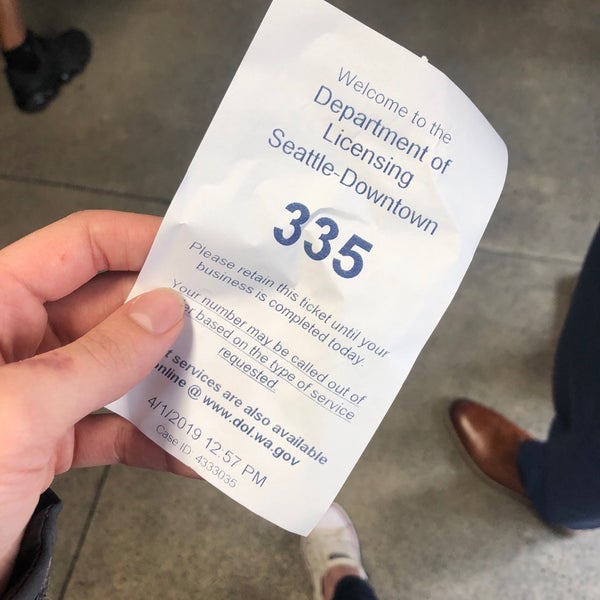 Welcome to the
Department of
Licensing
Seattle-Downtown
335
Please retain this ticket until your
business is completed today.
Your number may be called out of
based on the type of service
requested.
services are also available
@ www.dol.wa.gov
4/1/2019 12:57 PM
Case ID: 4333035